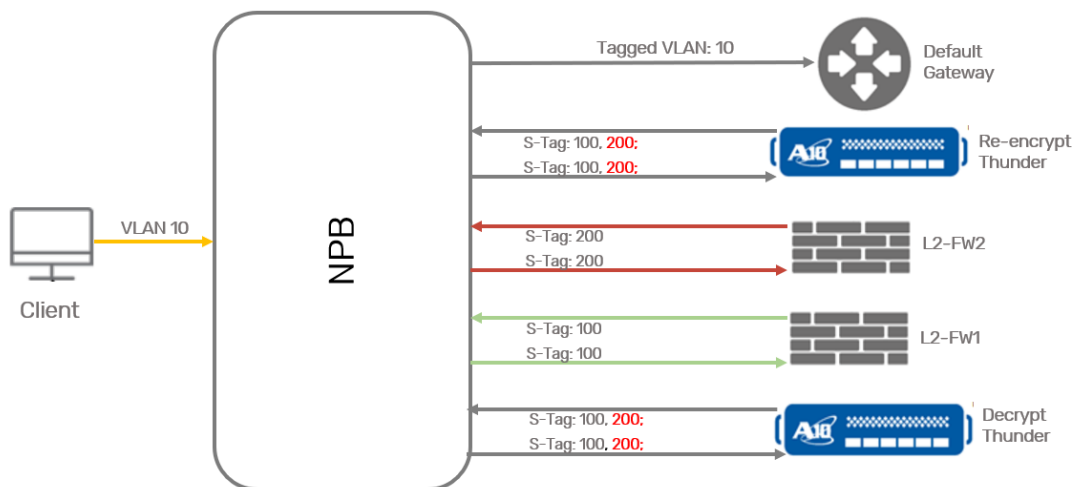 Tagged VLAN: 10
Default
Gateway
S-Tag: 100, 200;
S-Tag: 100, 200;
A10
Re-encrypt
Thunder
VLAN 10
NPB
Client
S-Tag: 200
S-Tag: 200
L2-FW2
S-Tag: 100
S-Tag: 100
L2-FW1
S-Tag: 100, 200;
S-Tag: 100, 200;
A10
Decrypt
Thunder